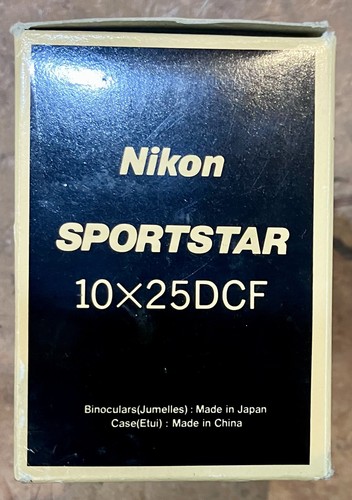 Nikon
SPORTSTAR
10×25DCF
Binoculars(Jumelles) : Made in Japan
Case(Etui) : Made in China